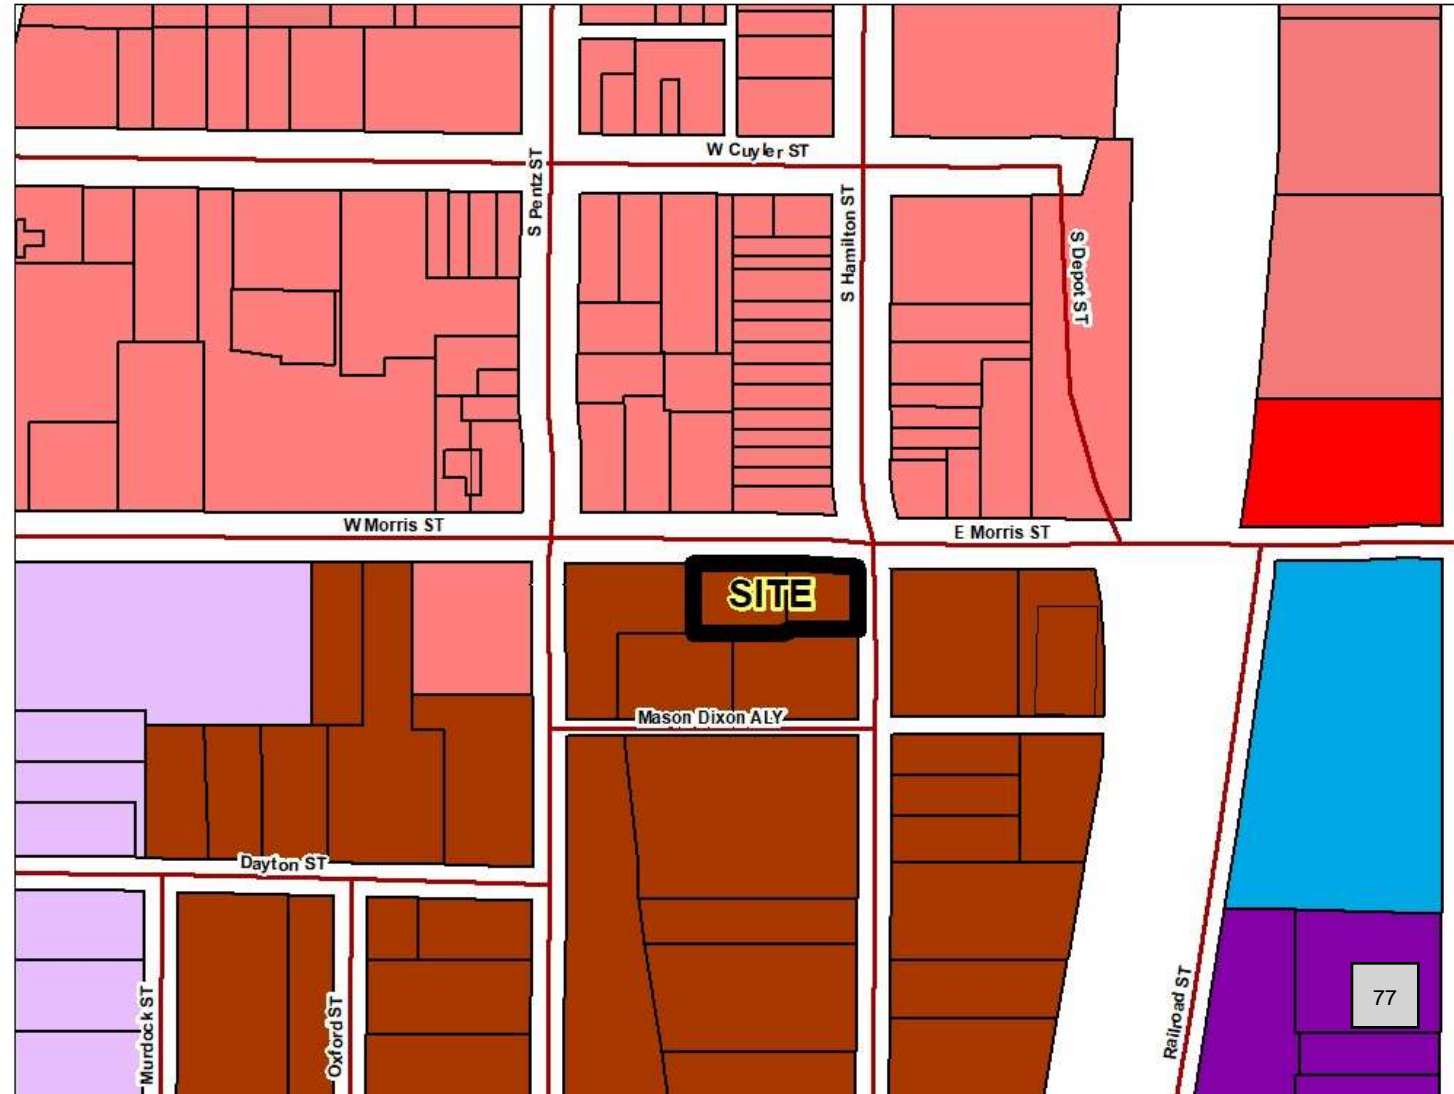 W Cuyler ST
S Pentz ST
S Hamilton ST
S Depot ST
W Morris ST
E Morris ST
SITE
Mason Dixon ALY
Dayton ST
Murdock ST
Oxford ST
Railroad ST
77